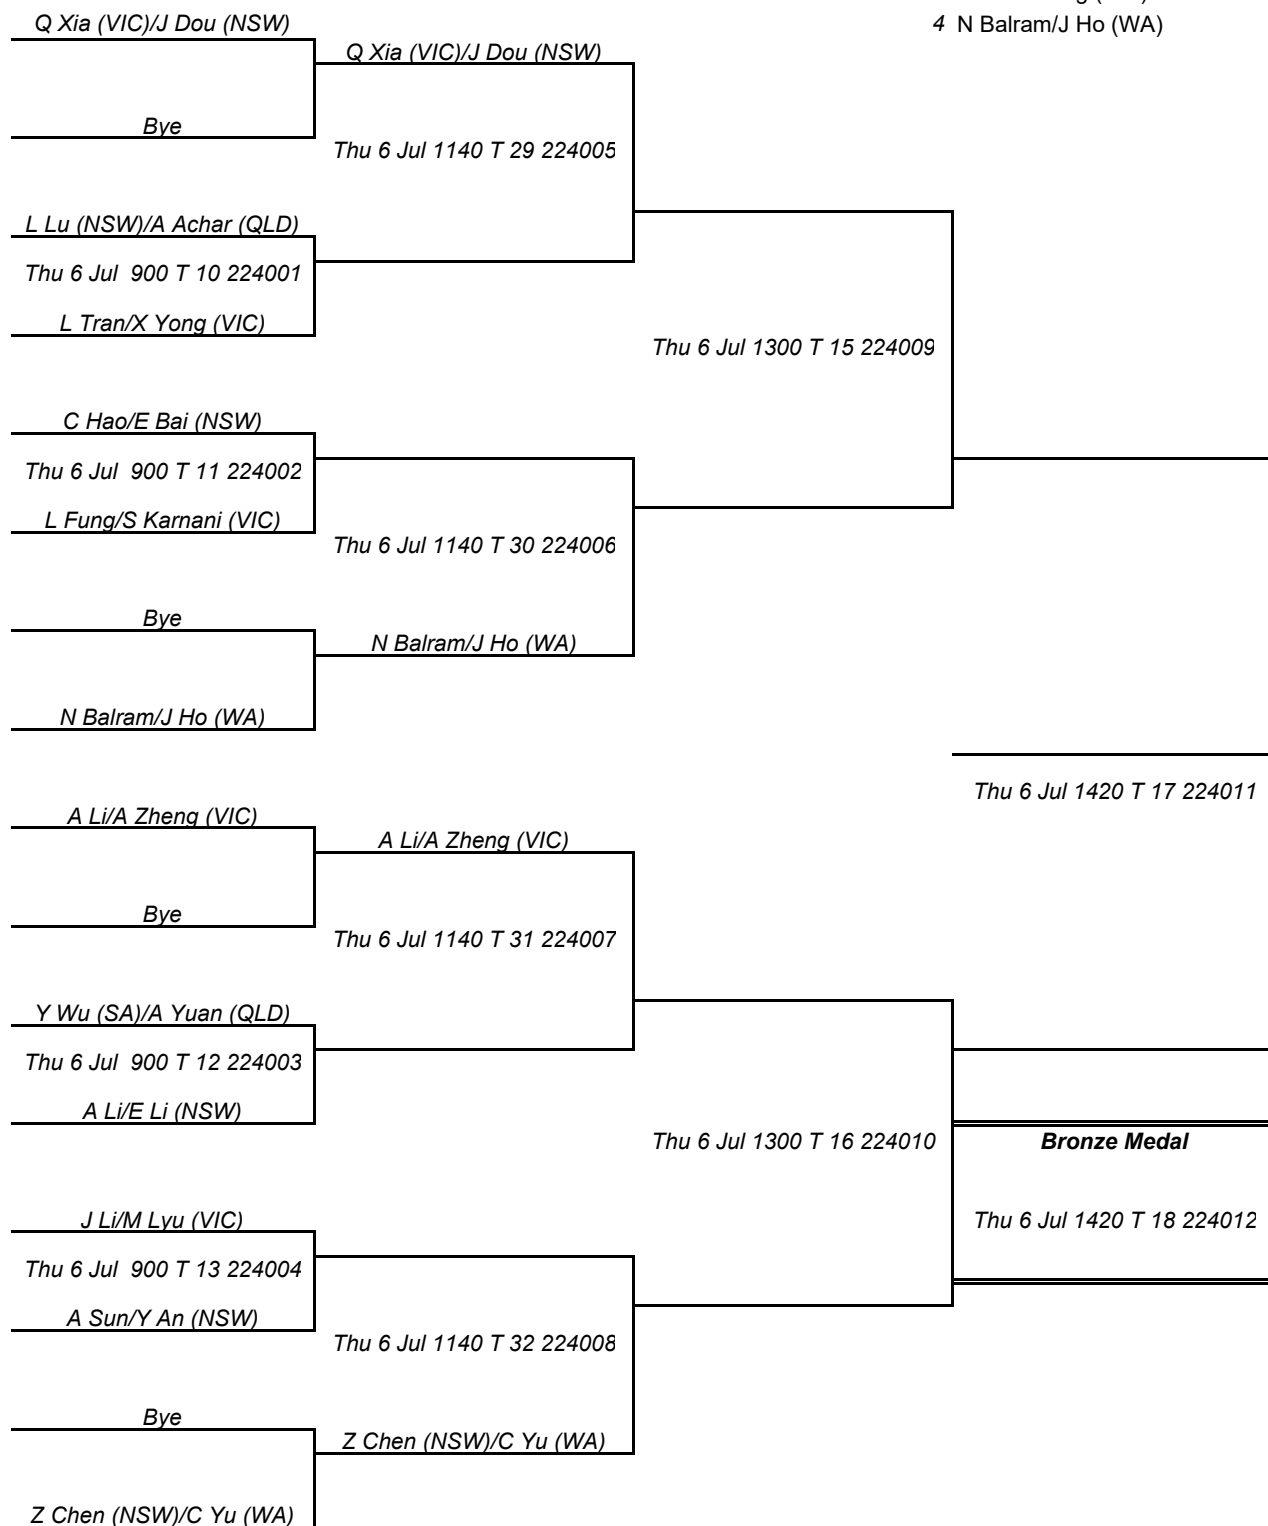 Q Xia (VIC)/J Dou (NSW)
4 N Balram/J Ho (WA)
Q Xia (VIC)/J Dou (NSW)
Bye
Thu 6 Jul 1140 T 29 224005
L Lu (NSW)/A Achar (QLD)
Thu 6 Jul 900 T 10 224001
L Tran/X Yong (VIC)
Thu 6 Jul 1300 T 15 224009
C Hao/E Bai (NSW)
Thu 6 Jul 900 T 11 224002
L Fung/S Karnani (VIC)
Thu 6 Jul 1140 T 30 224006
Bye
N Balram/J Ho (WA)
N Balram/J Ho (WA)
Thu 6 Jul 1420 T 17 224011
A Li/A Zheng (VIC)
A Li/A Zheng (VIC)
Bye
Thu 6 Jul 1140 T 31 224007
Y Wu (SA)/A Yuan (QLD)
Thu 6 Jul 900 T 12 224003
A Li/E Li (NSW)
Thu 6 Jul 1300 T 16 224010
Bronze Medal
J Li/M Lyu (VIC)
Thu 6 Jul 1420 T 18 224012
Thu 6 Jul 900 T 13 224004
A Sun/Y An (NSW)
Thu 6 Jul 1140 T 32 224008
Bye
Z Chen (NSW)/C Yu (WA)
Z Chen (NSW)/C Yu (WA)